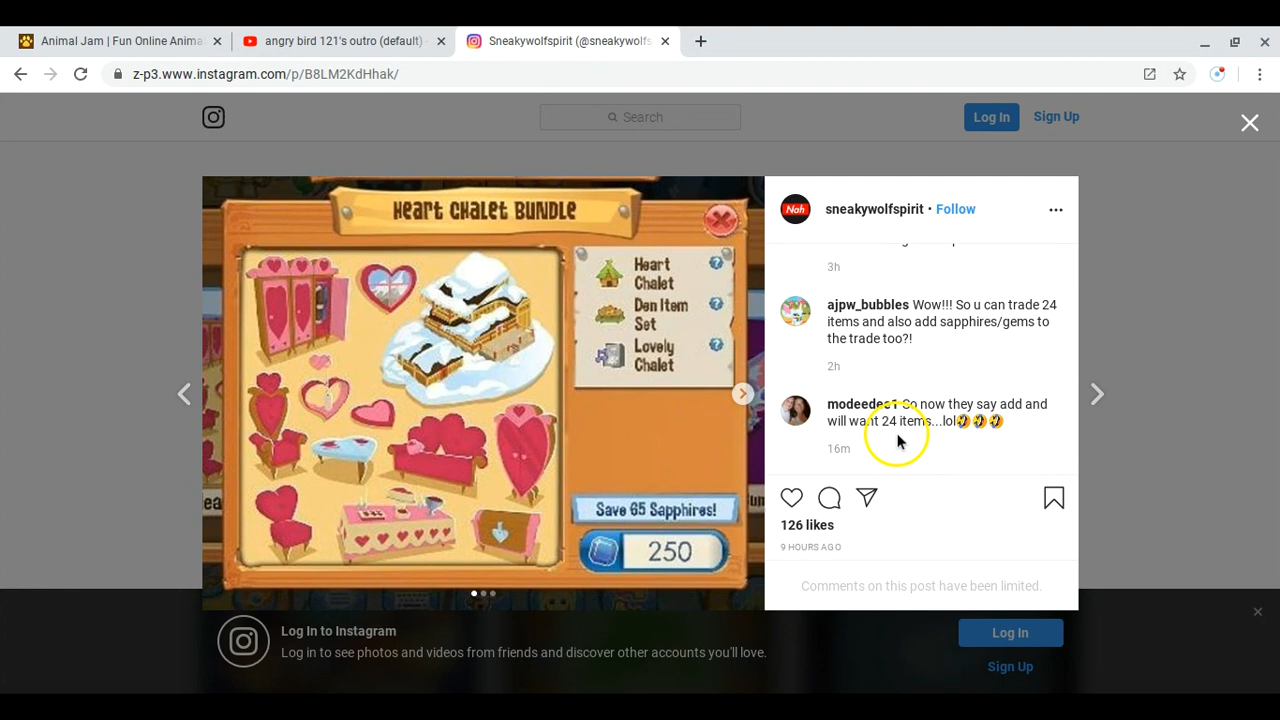 Animal Jam | Fun Online Anima
angry bird 121's outro (default) -
Sneakywolfspirit (@sneakywolfs
z-p3.www.instagram.com/p/B8LM2KdHhak/
Search
Log In
Sign Up
HEART CHALET BUNDLE
Heart
Chalet
Den Item
Set
Lovely
Chalet
Save 65 Sapphires!
250
Nah
sneakywolfspirit • Follow
3h
ajpw_bubbles Wow!!! So u can trade 24
items and also add sapphires/gems to
the trade too?!
2h
modeedee1 So now they say add and
will want 24 items...lol🤣🤣🤣
16m
126 likes
9 HOURS AGO
Comments on this post have been limited.
Log In to Instagram
Log in to see photos and videos from friends and discover other accounts you'll love.
Log In
Sign Up